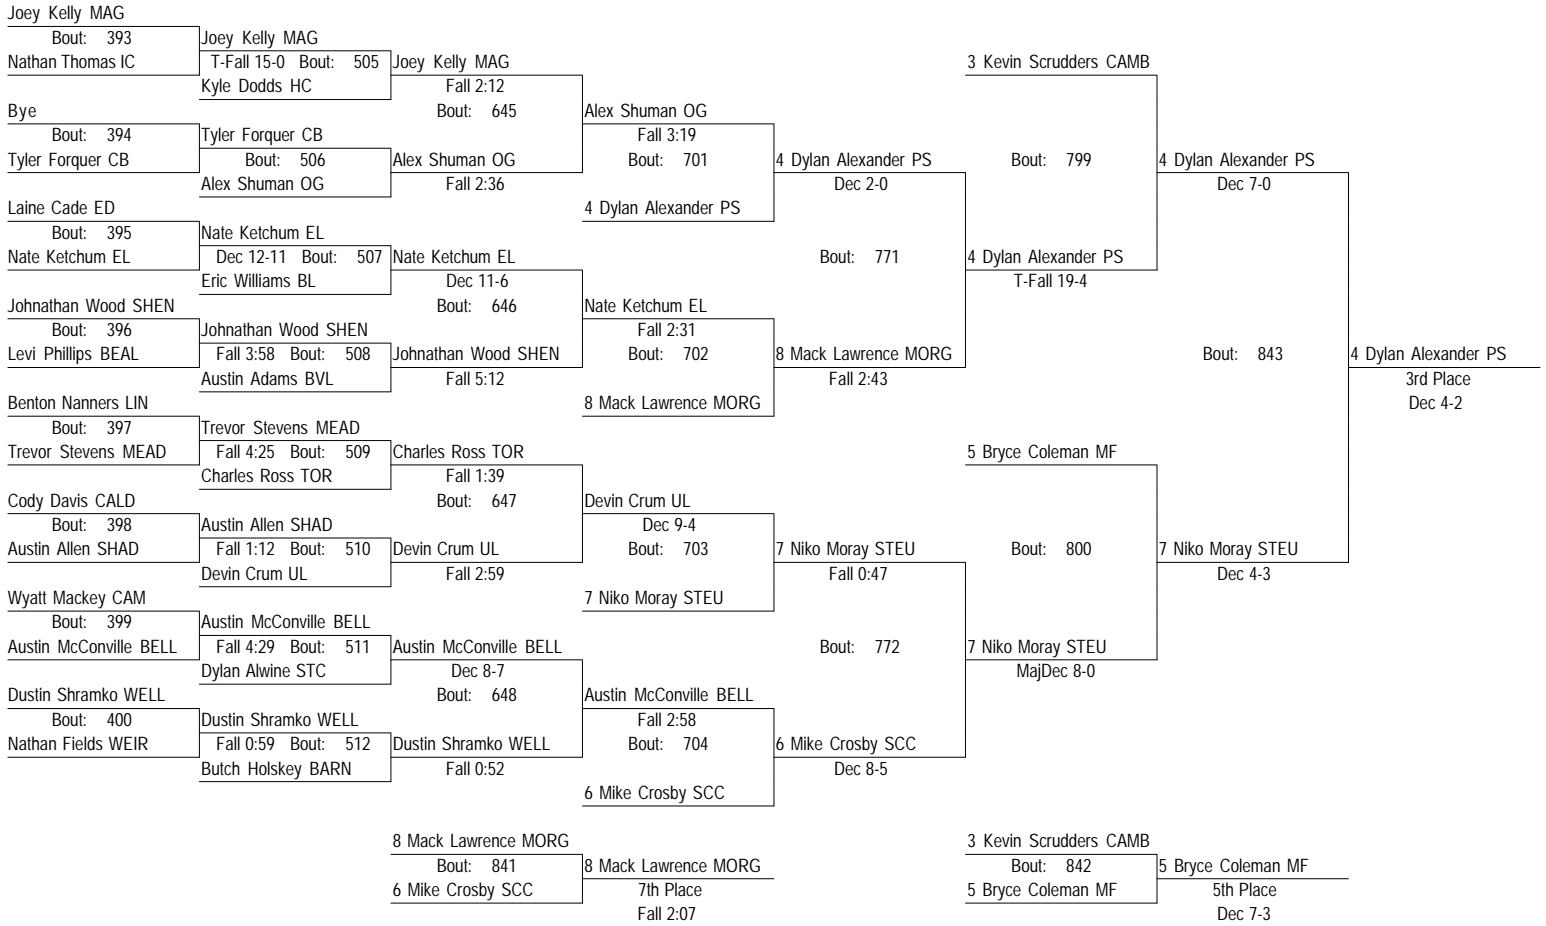 Joey Kelly MAG
Bout: 393
Nathan Thomas IC
Bye
Bout: 394
Tyler Forquer CB
Laine Cade ED
Bout: 395
Nate Ketchum EL
Johnathan Wood SHEN
Bout: 396
Levi Phillips BEAL
Benton Nanners LIN
Bout: 397
Trevor Stevens MEAD
Cody Davis CALD
Bout: 398
Austin Allen SHAD
Wyatt Mackey CAM
Bout: 399
Austin McConville BELL
Dustin Shramko WELL
Bout: 400
Nathan Fields WEIR
Joey Kelly MAG
T-Fall 15-0 Bout: 505
Kyle Dodds HC
Tyler Forquer CB
Bout: 506
Alex Shuman OG
Nate Ketchum EL
Dec 12-11 Bout: 507
Eric Williams BL
Johnathan Wood SHEN
Fall 3:58 Bout: 508
Austin Adams BVL
Trevor Stevens MEAD
Fall 4:25 Bout: 509
Charles Ross TOR
Austin Allen SHAD
Fall 1:12 Bout: 510
Devin Crum UL
Austin McConville BELL
Fall 4:29 Bout: 511
Dylan Alwine STC
Dustin Shramko WELL
Fall 0:59 Bout: 512
Butch Holskey BARN
Joey Kelly MAG
Fall 2:12
Bout: 645
Alex Shuman OG
Fall 2:36
Nate Ketchum EL
Dec 11-6
Bout: 646
Johnathan Wood SHEN
Fall 5:12
Charles Ross TOR
Fall 1:39
Bout: 647
Devin Crum UL
Fall 2:59
Austin McConville BELL
Dec 8-7
Bout: 648
Dustin Shramko WELL
Fall 0:52
Alex Shuman OG
Fall 3:19
Bout: 701
4 Dylan Alexander PS
Nate Ketchum EL
Fall 2:31
Bout: 702
8 Mack Lawrence MORG
Devin Crum UL
Dec 9-4
Bout: 703
7 Niko Moray STEU
Austin McConville BELL
Fall 2:58
Bout: 704
6 Mike Crosby SCC
4 Dylan Alexander PS
Dec 2-0
Bout: 771
8 Mack Lawrence MORG
Fall 2:43
7 Niko Moray STEU
Fall 0:47
Bout: 772
6 Mike Crosby SCC
Dec 8-5
3 Kevin Scrudders CAMB
Bout: 799
4 Dylan Alexander PS
T-Fall 19-4
5 Bryce Coleman MF
Bout: 800
7 Niko Moray STEU
MajDec 8-0
4 Dylan Alexander PS
Dec 7-0
Bout: 843
7 Niko Moray STEU
Dec 4-3
4 Dylan Alexander PS
3rd Place
Dec 4-2
8 Mack Lawrence MORG
Bout: 841
6 Mike Crosby SCC
8 Mack Lawrence MORG
7th Place
Fall 2:07
3 Kevin Scrudders CAMB
Bout: 842
5 Bryce Coleman MF
5 Bryce Coleman MF
5th Place
Dec 7-3